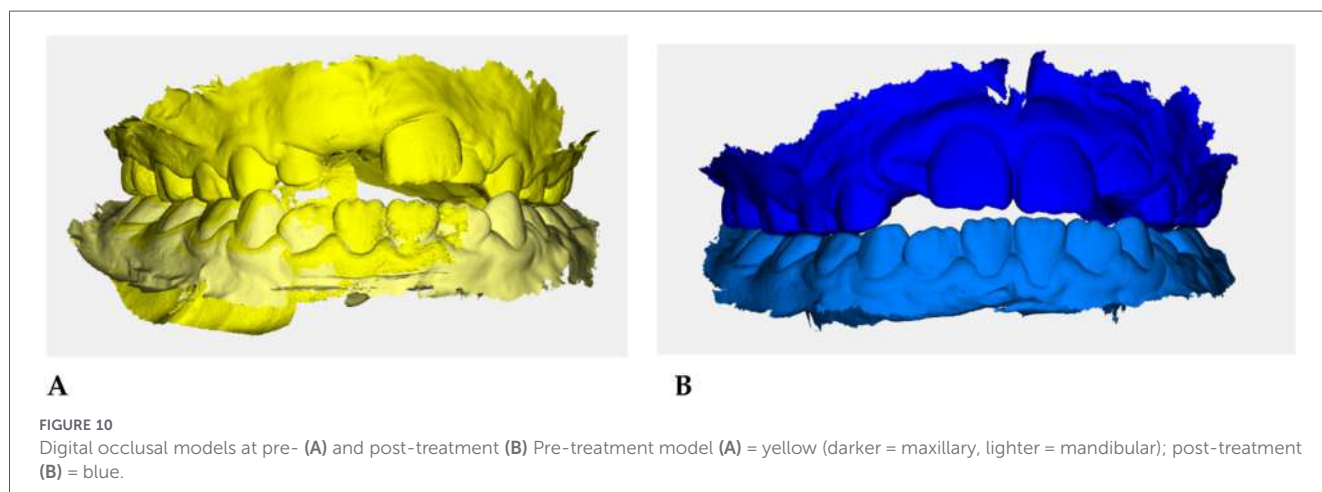 A
B
FIGURE 10
Digital occlusal models at pre- (A) and post-treatment (B) Pre-treatment model (A) = yellow (darker = maxillary, lighter = mandibular); post-treatment
(B) = blue.